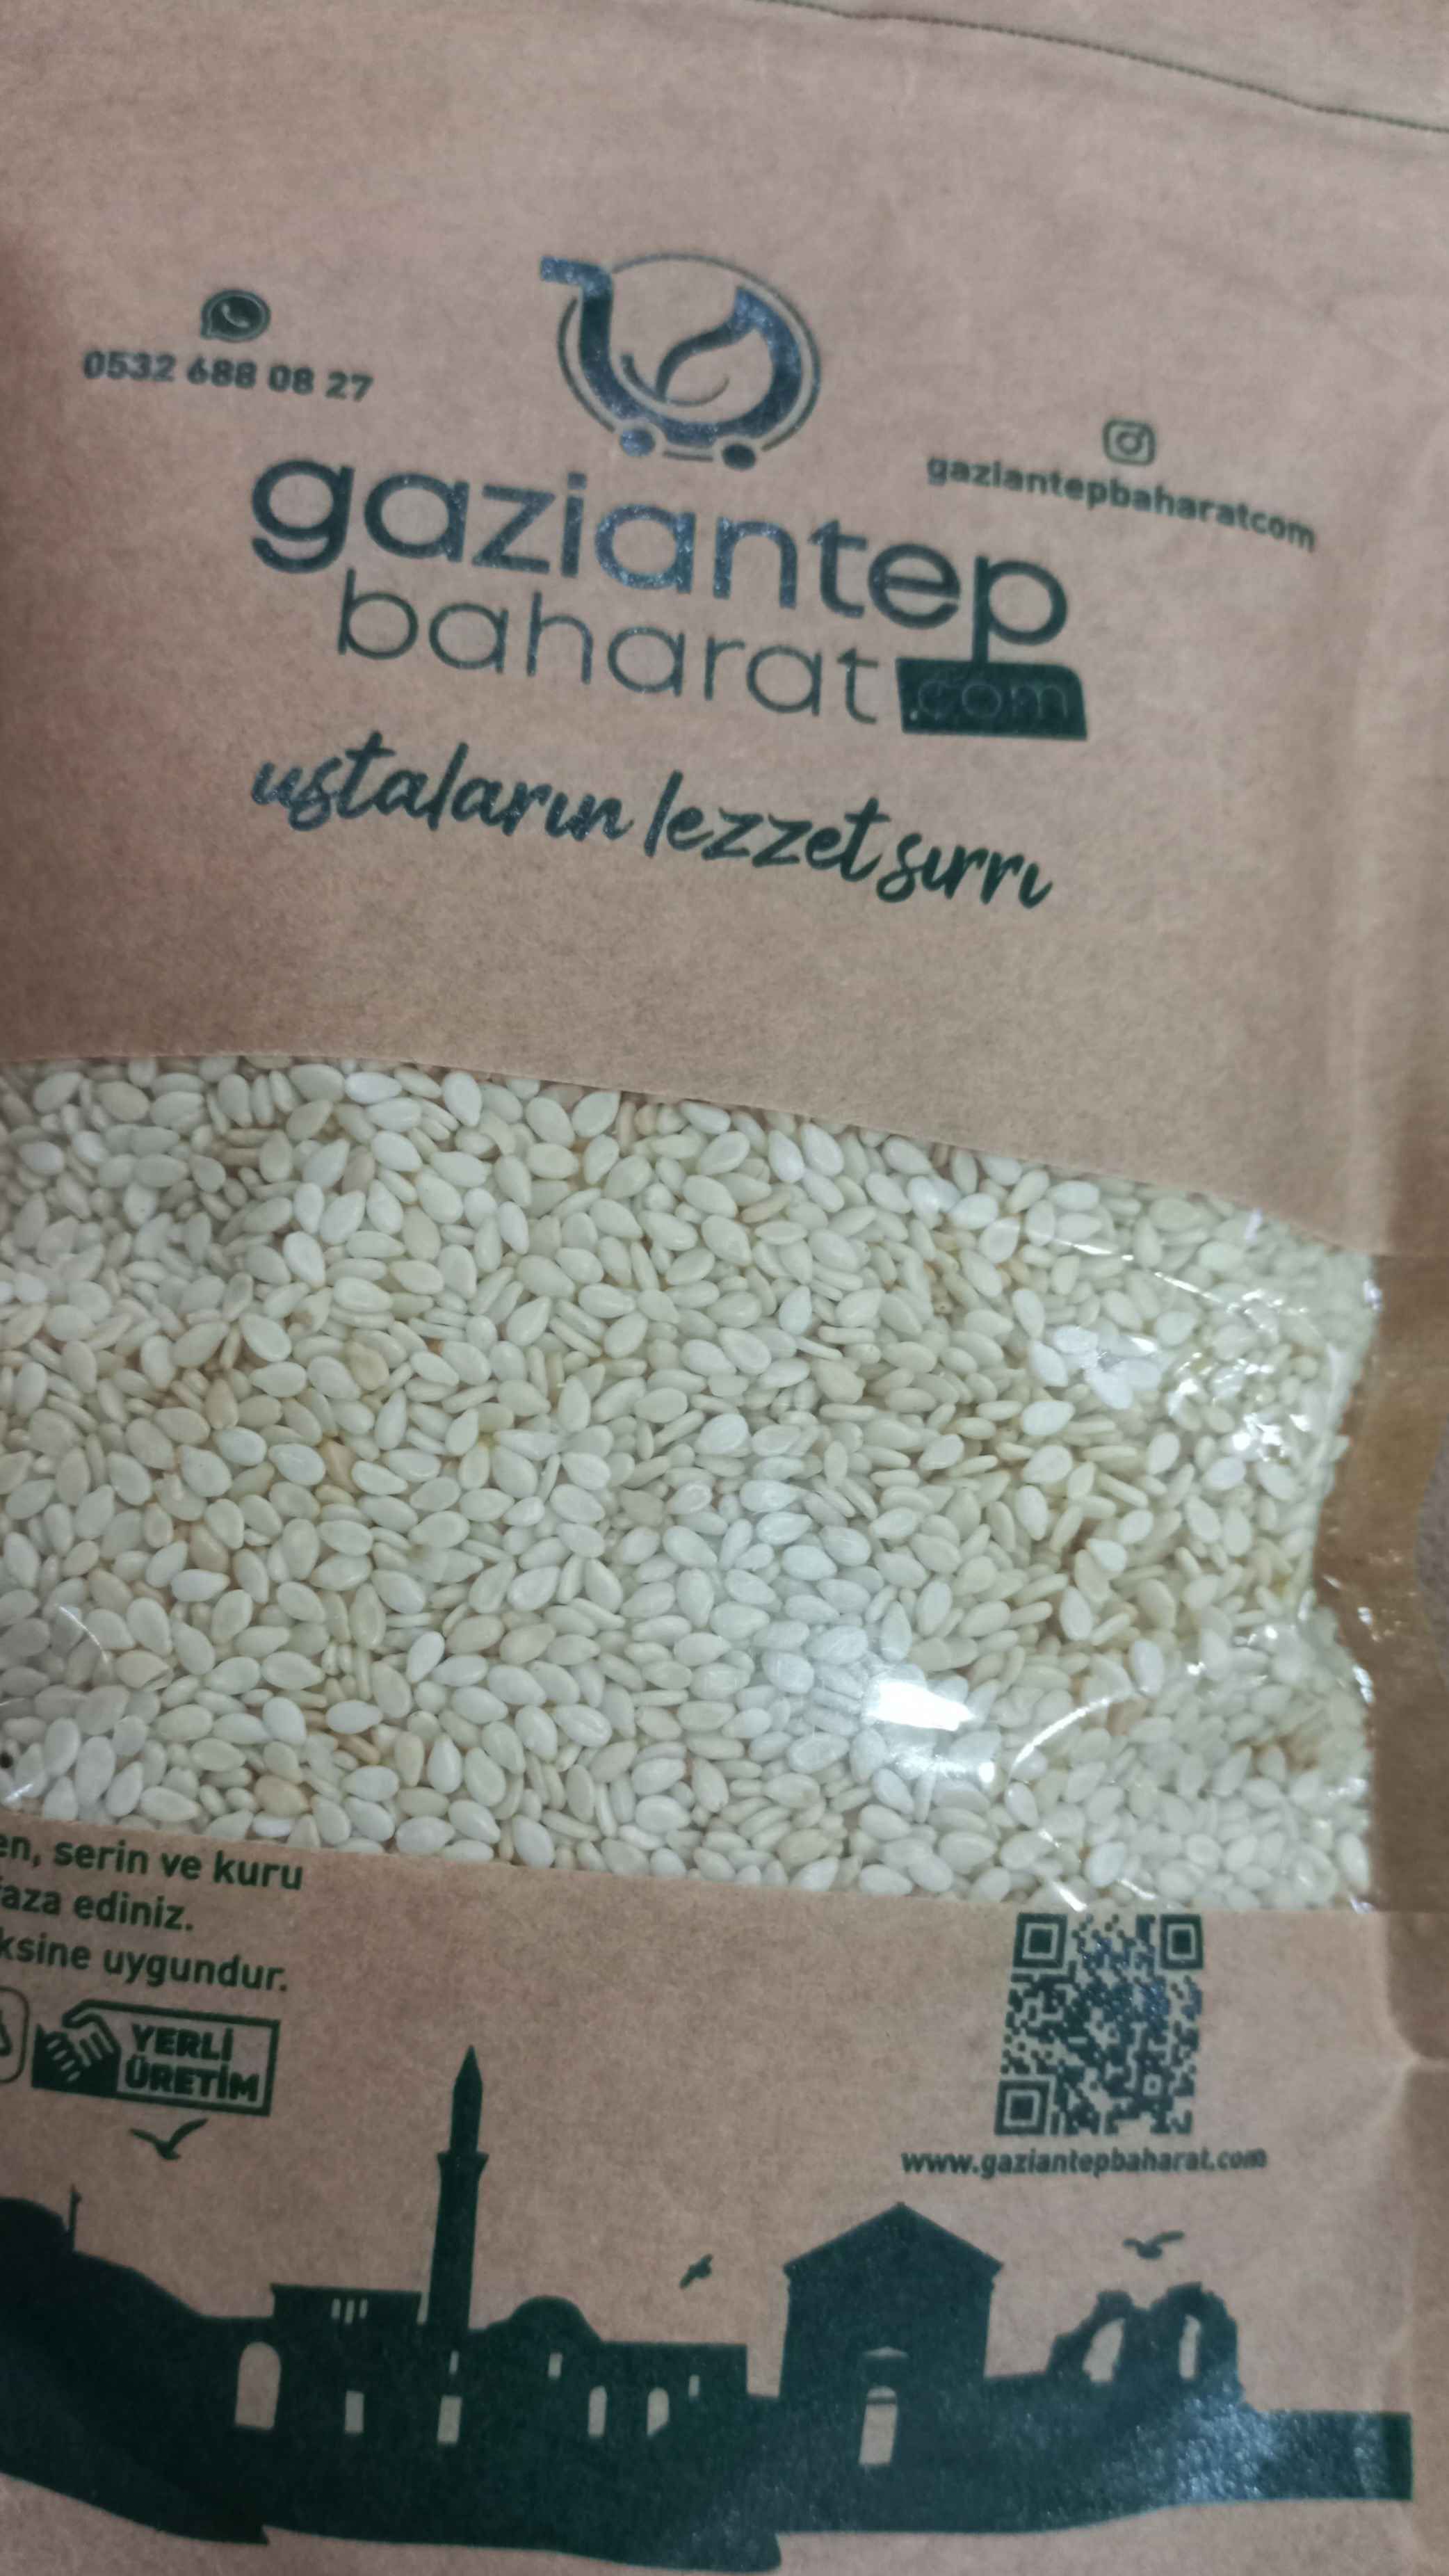 0532 688 08 27
gaziantepbaharatcom
gaziantep
baharat.com
ustaların lezzet sırrı
en, serin ve kuru
faza ediniz.
ksine uygundur.
YERLİ
ÜRETİM
www.gaziantepbaharat.com